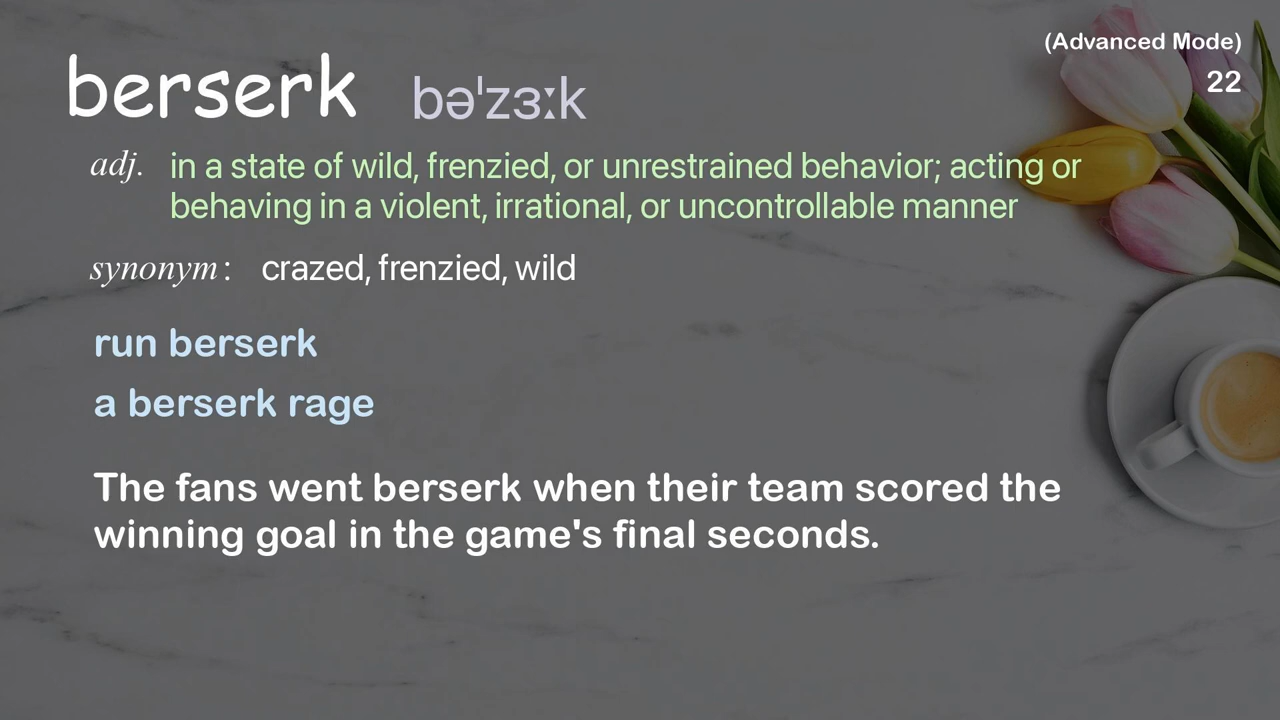 (Advanced Mode)
22
berserk bəˈzɜːk
adj. in a state of wild, frenzied, or unrestrained behavior; acting or
behaving in a violent, irrational, or uncontrollable manner
synonym: crazed, frenzied, wild
run berserk
a berserk rage
The fans went berserk when their team scored the
winning goal in the game's final seconds.